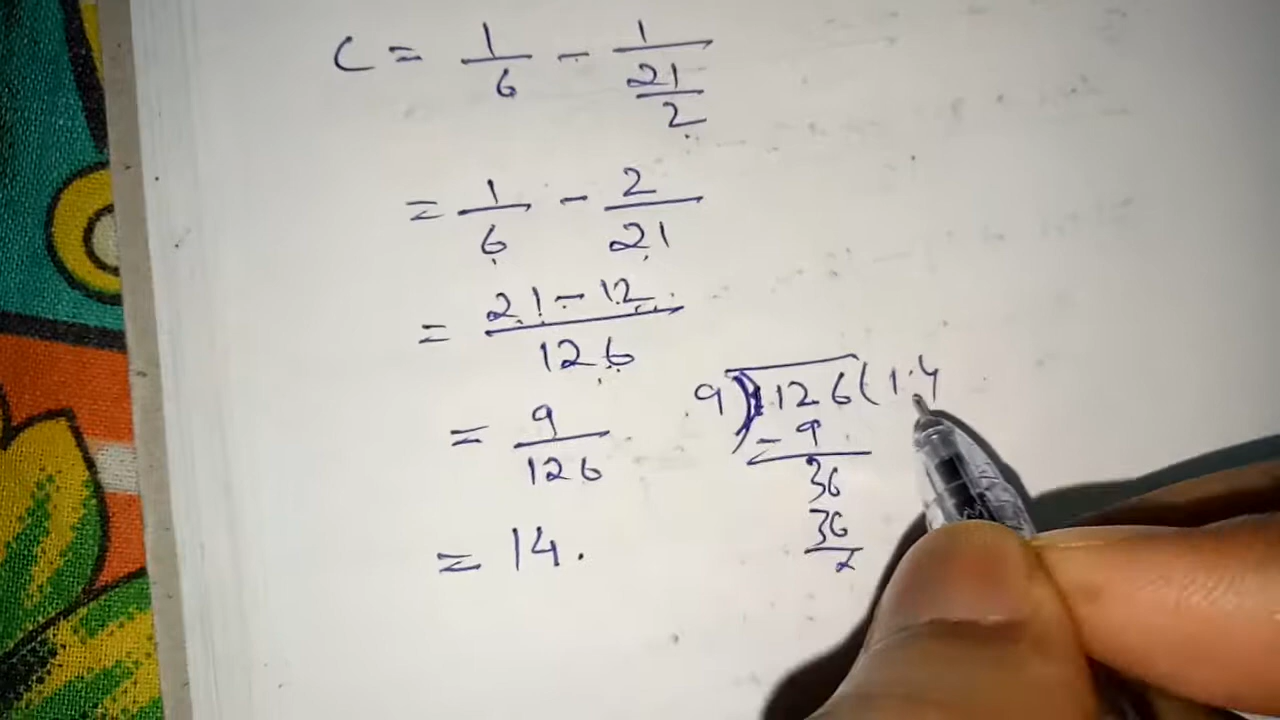 C = 1/6 - 1/(21/2)
= 1/6 - 2/21
= (21 - 12)/126
= 9/126
= 14.
9)126(1.4
- 9
36
36